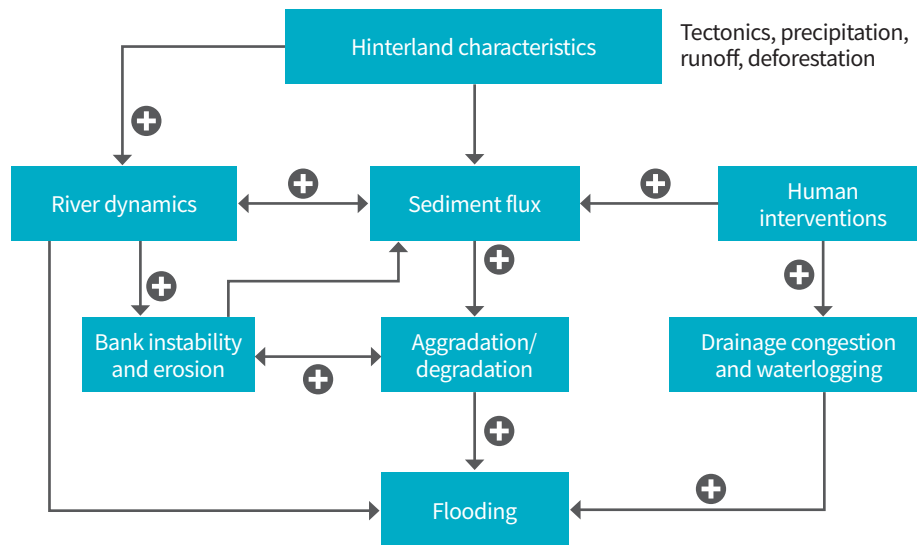 Hinterland characteristics
Tectonics, precipitation,
runoff, deforestation
River dynamics
Sediment flux
Human
interventions
Bank instability
and erosion
Aggradation/
degradation
Drainage congestion
and waterlogging
Flooding